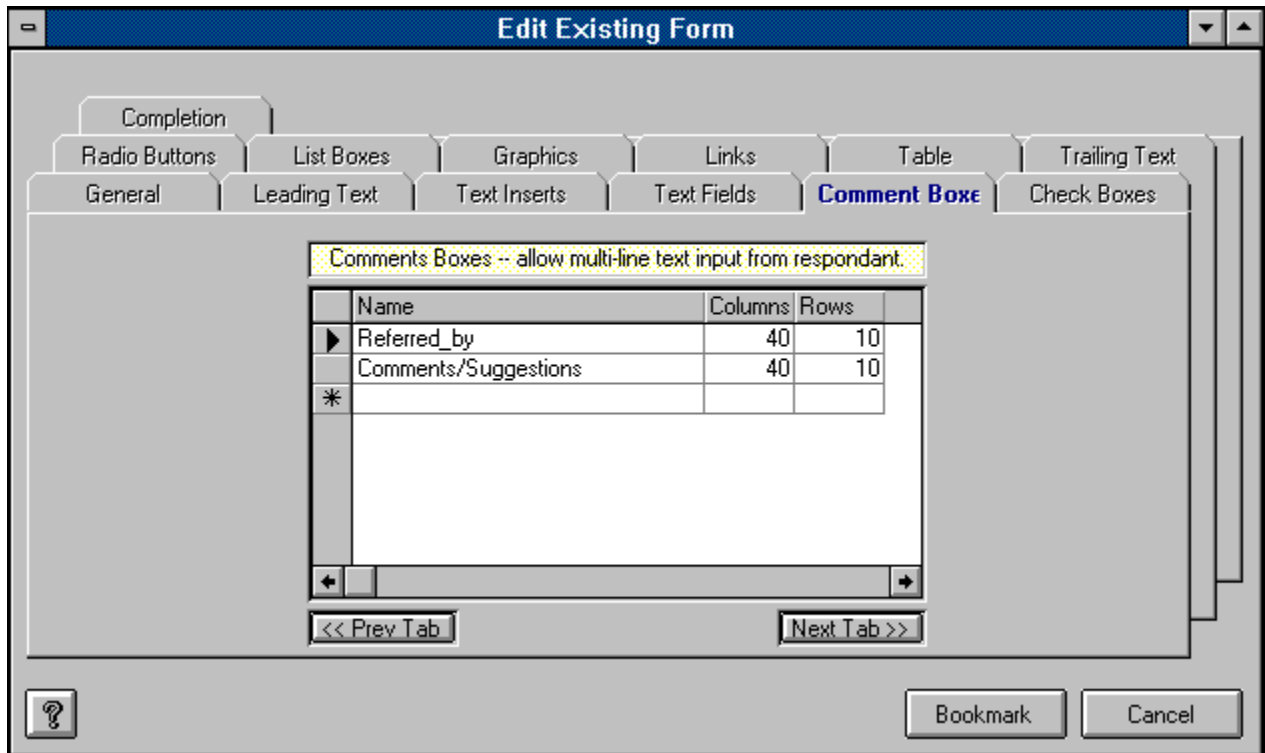 Edit Existing Form
Completion
Radio Buttons List Boxes Graphics Links Table Trailing Text
General Leading Text Text Inserts Text Fields Comment Boxe Check Boxes
Comments Boxes -- allow multi-line text input from respondant.
Name Columns Rows
Referred_by 40 10
Comments/Suggestions 40 10
<< Prev Tab Next Tab >>
? Bookmark Cancel